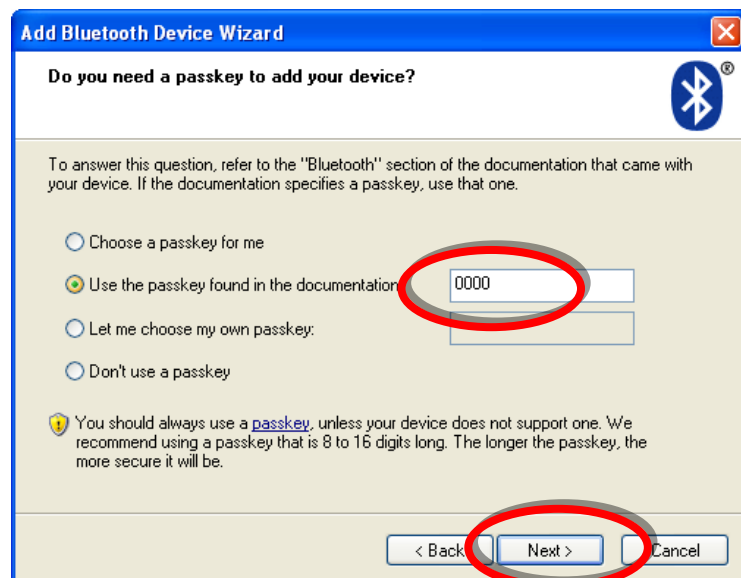 Add Bluetooth Device Wizard
Do you need a passkey to add your device?
®
To answer this question, refer to the "Bluetooth" section of the documentation that came with
your device. If the documentation specifies a passkey, use that one.
Choose a passkey for me
Use the passkey found in the documentation
0000
Let me choose my own passkey:
Don't use a passkey
You should always use a passkey, unless your device does not support one. We
recommend using a passkey that is 8 to 16 digits long. The longer the passkey, the
more secure it will be.
< Back Next > Cancel